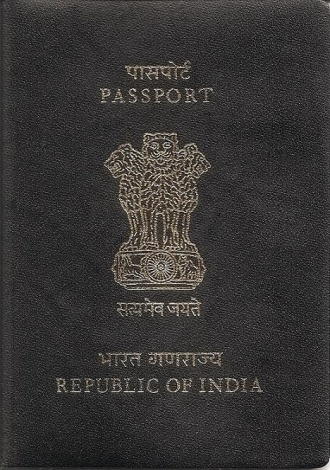 पासपोर्ट
PASSPORT
सत्यमेव जयते
भारत गणराज्य
REPUBLIC OF INDIA